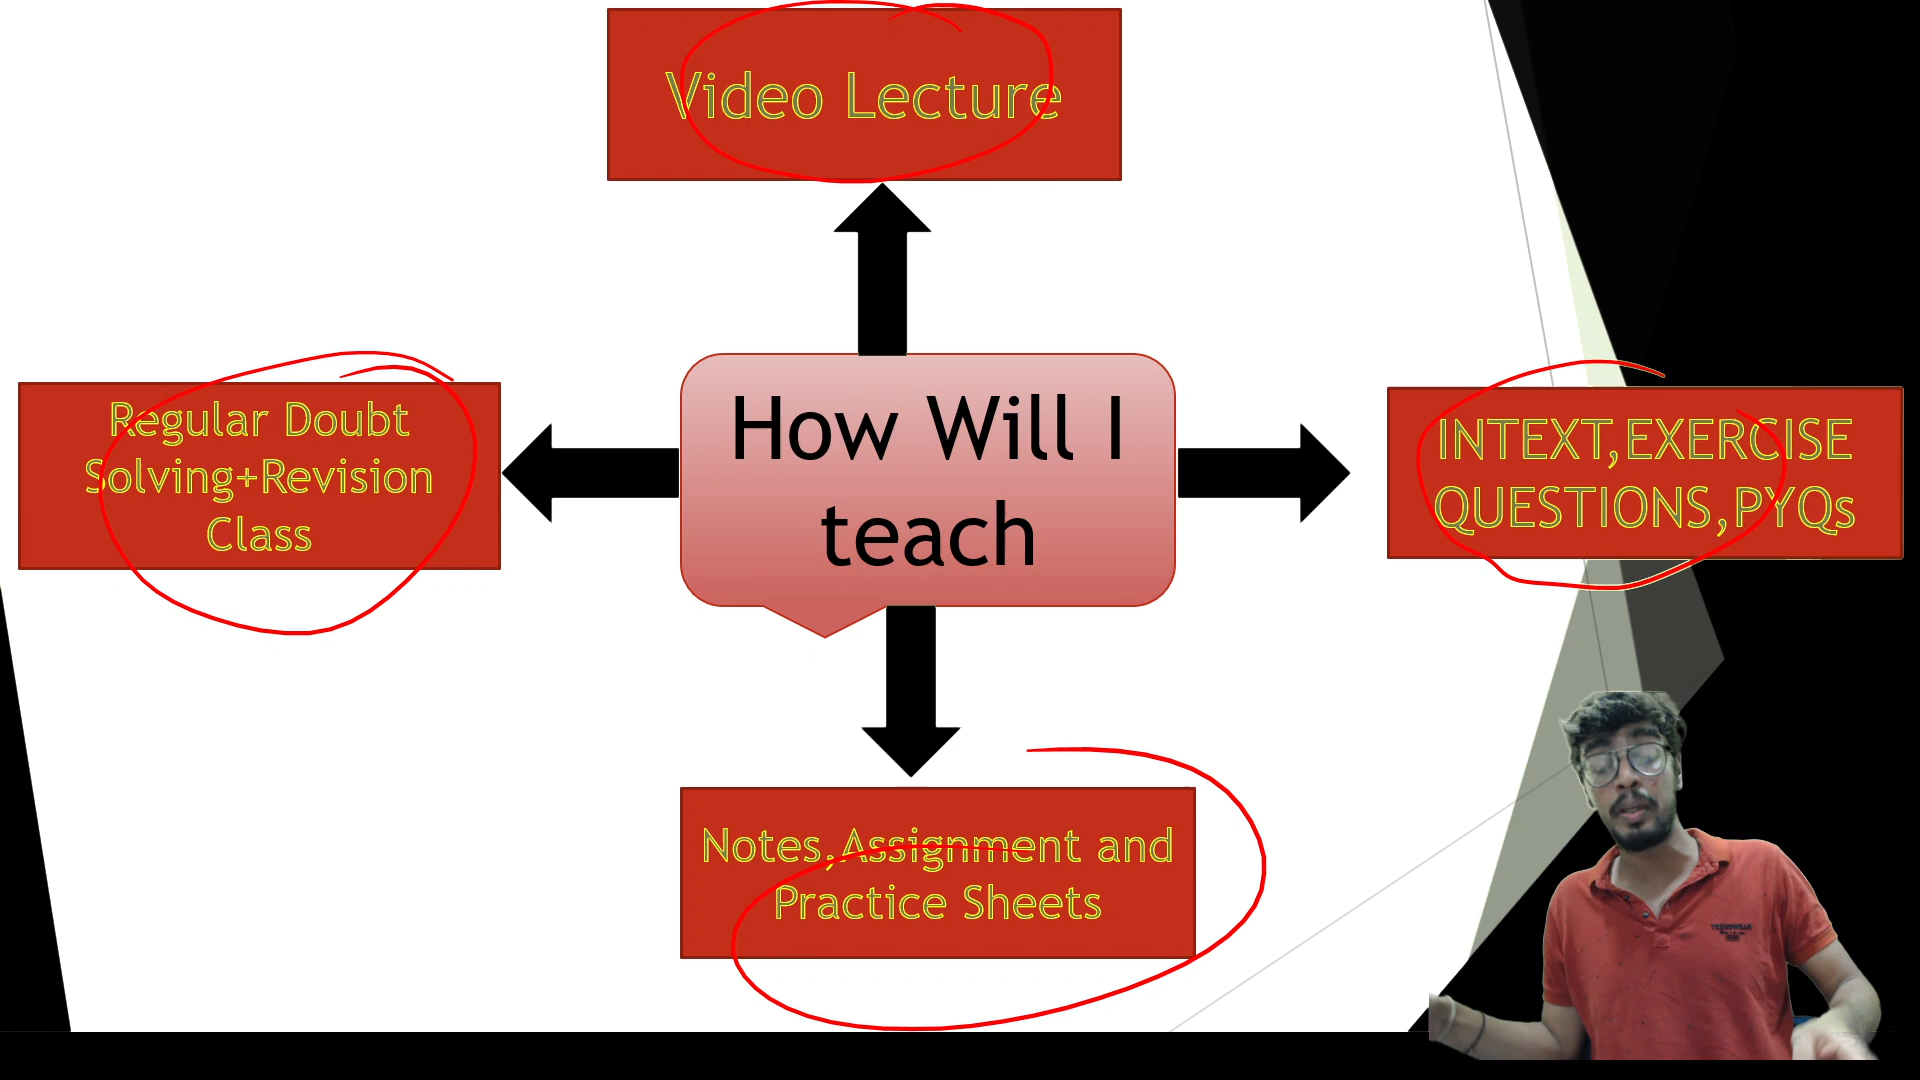 Video Lecture
Regular Doubt
Solving+Revision
Class
How Will I
teach
INTEXT,EXERCISE
QUESTIONS,PYQs
Notes,Assignment and
Practice Sheets